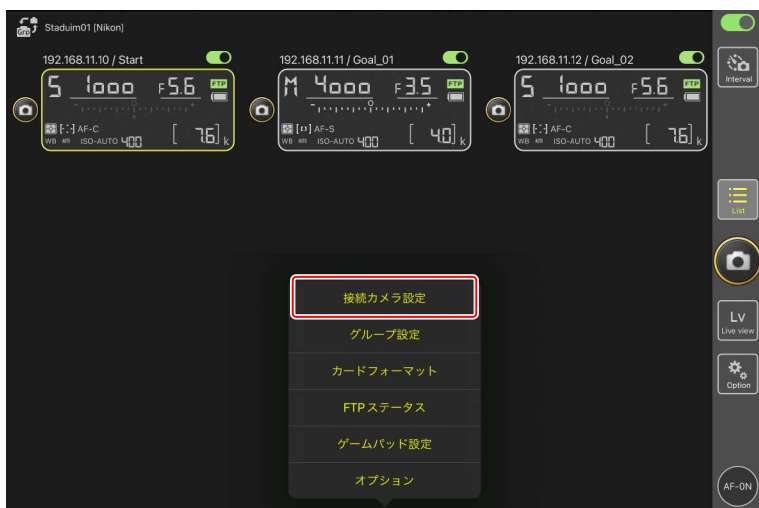 Grp
Staduim01 [Nikon]
192.168.11.10 / Start
S 1000 F5.6 FTP
AF-C
WB ISO-AUTO 400 [ 7.6] k
192.168.11.11 / Goal_01
M 4000 F3.5 FTP
AF-S
WB ISO-AUTO 400 [ 4.0] k
192.168.11.12 / Goal_02
S 1000 F5.6 FTP
AF-C
WB ISO-AUTO 400 [ 7.6] k
Interval
List
Lv
Live view
Option
AF-ON
接続カメラ設定
グループ設定
カードフォーマット
FTPステータス
ゲームパッド設定
オプション